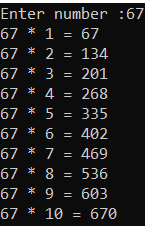 Enter number :67
67 * 1 = 67
67 * 2 = 134
67 * 3 = 201
67 * 4 = 268
67 * 5 = 335
67 * 6 = 402
67 * 7 = 469
67 * 8 = 536
67 * 9 = 603
67 * 10 = 670